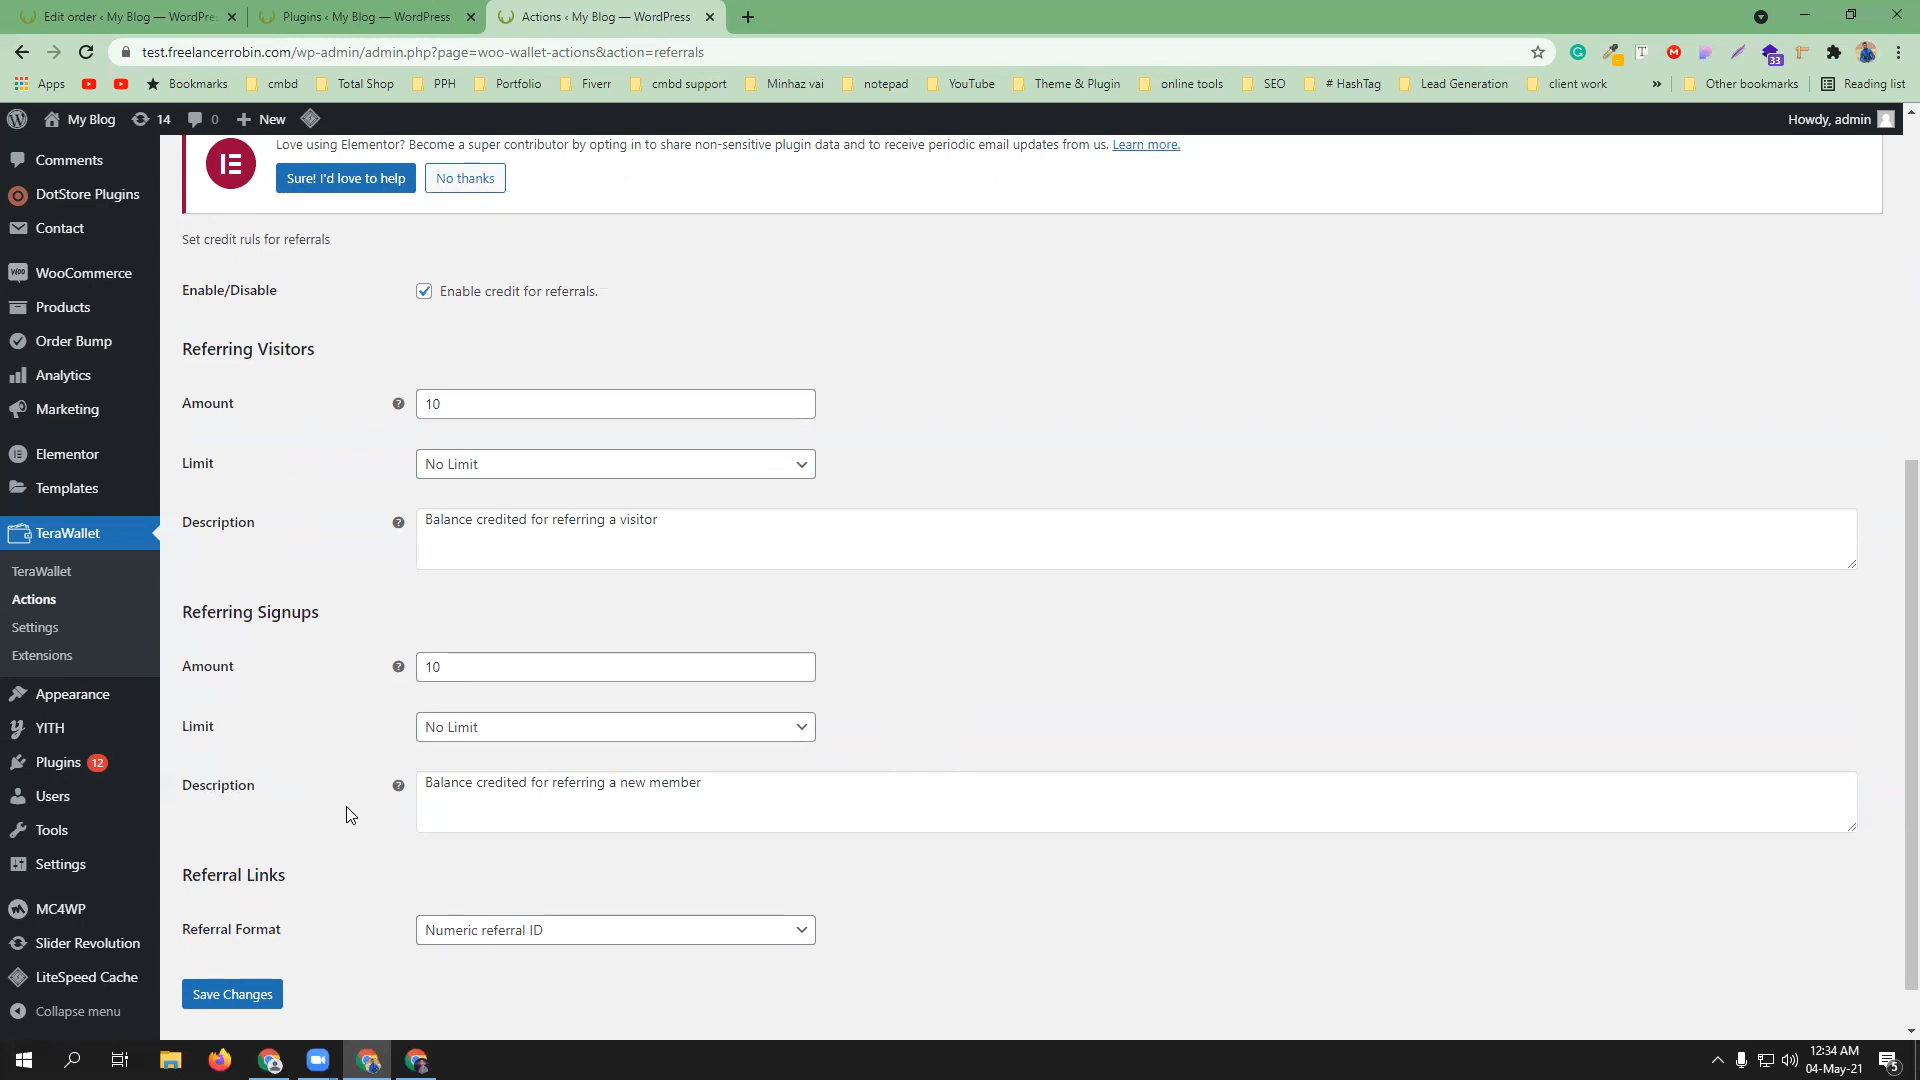 Edit order ‹ My Blog — WordPre
Plugins ‹ My Blog — WordPress
Actions ‹ My Blog — WordPress
test.freelancerrobin.com/wp-admin/admin.php?page=woo-wallet-actions&action=referrals
33
Apps
Bookmarks
cmbd
Total Shop
PPH
Portfolio
Fiverr
cmbd support
Minhaz vai
notepad
YouTube
Theme & Plugin
online tools
SEO
# HashTag
Lead Generation
client work
»
Other bookmarks
Reading list
My Blog
14
0
New
Howdy, admin
Comments
DotStore Plugins
Contact
WooCommerce
Products
Order Bump
Analytics
Marketing
Elementor
Templates
TeraWallet
TeraWallet
Actions
Settings
Extensions
Appearance
YITH
Plugins 12
Users
Tools
Settings
MC4WP
Slider Revolution
LiteSpeed Cache
Collapse menu
Love using Elementor? Become a super contributor by opting in to share non-sensitive plugin data and to receive periodic email updates from us. Learn more.
Sure! I'd love to help
No thanks
Set credit ruls for referrals
Enable/Disable
Enable credit for referrals.
Referring Visitors
Amount
10
Limit
No Limit
Description
Balance credited for referring a visitor
Referring Signups
Amount
10
Limit
No Limit
Description
Balance credited for referring a new member
Referral Links
Referral Format
Numeric referral ID
Save Changes
12:34 AM
04-May-21
5